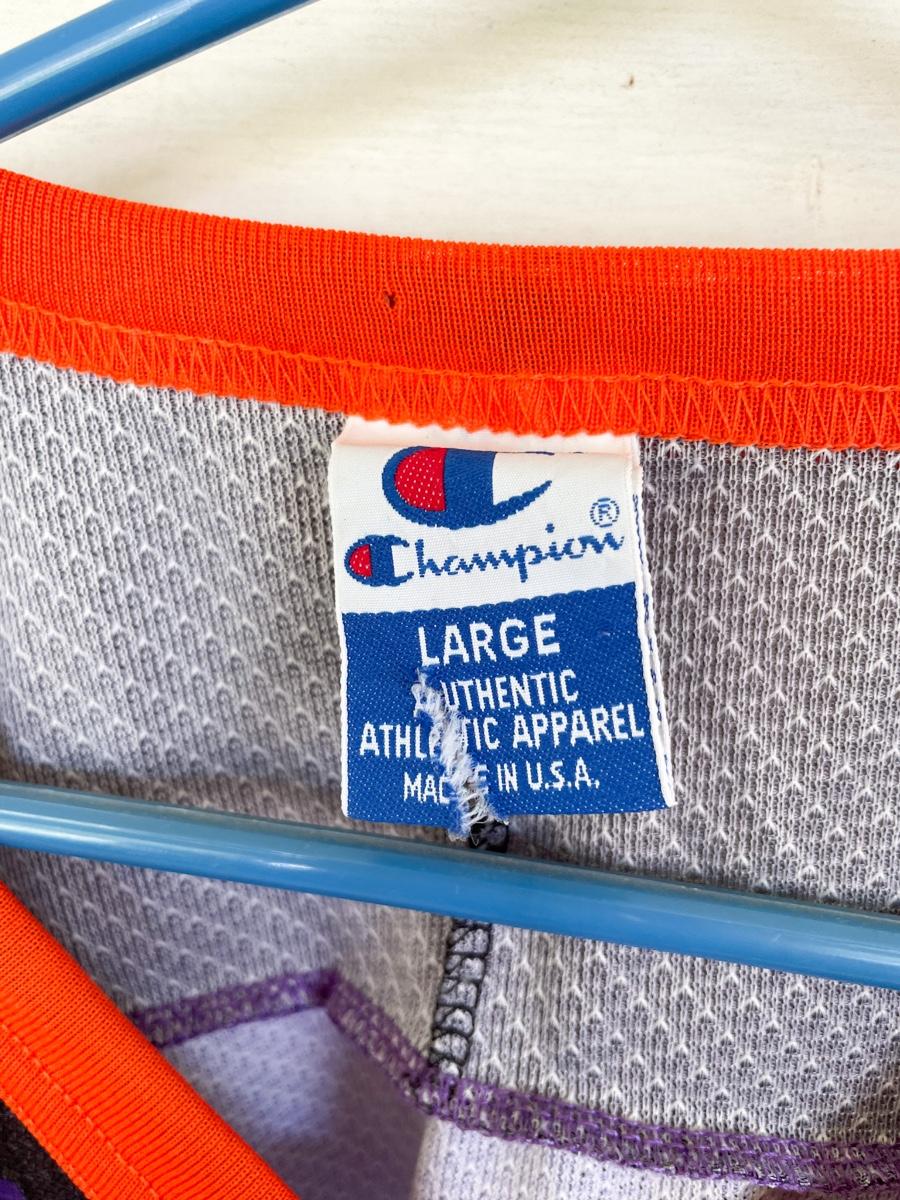 Champion®
LARGE
AUTHENTIC
ATHLETIC APPAREL
MADE IN U.S.A.